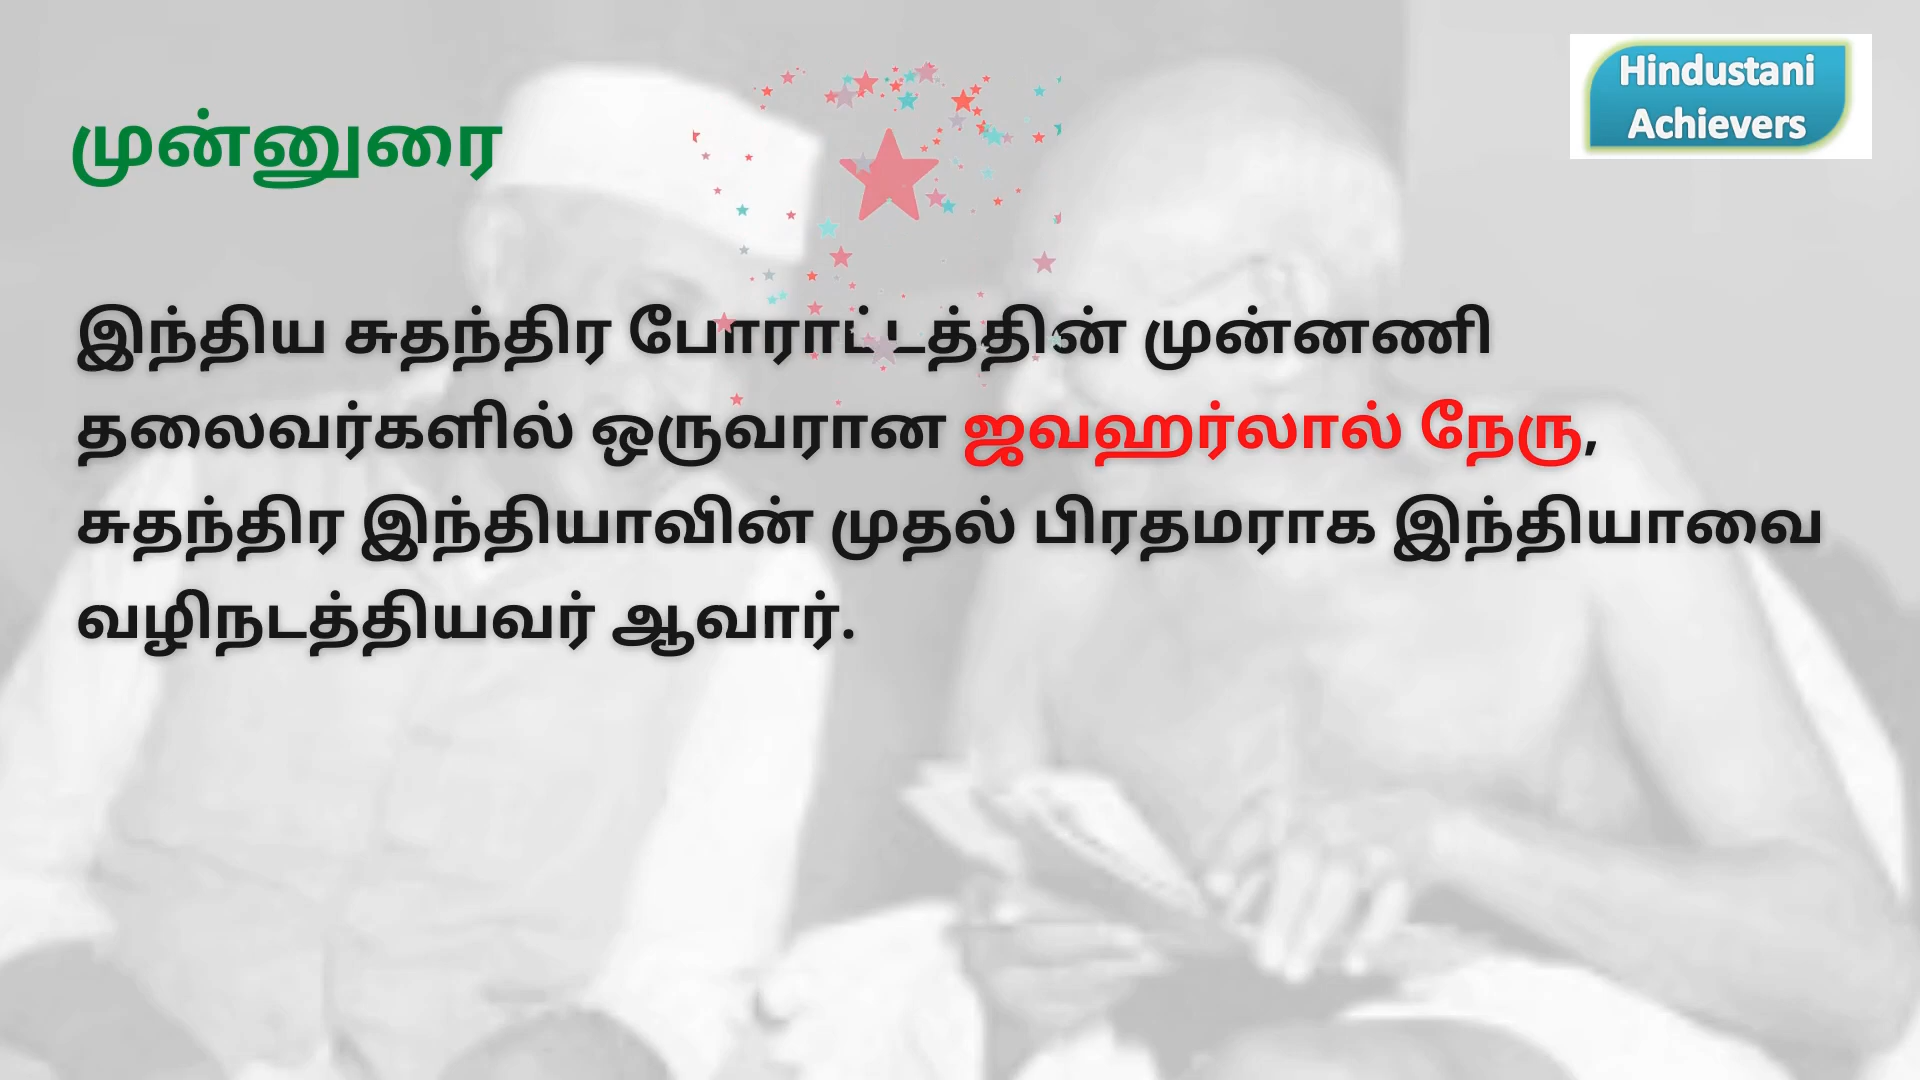 Hindustani
Achievers
முன்னுரை
இந்திய சுதந்திர போராட்டத்தின் முன்னணி
தலைவர்களில் ஒருவரான ஜவஹர்லால் நேரு,
சுதந்திர இந்தியாவின் முதல் பிரதமராக இந்தியாவை
வழிநடத்தியவர் ஆவார்.